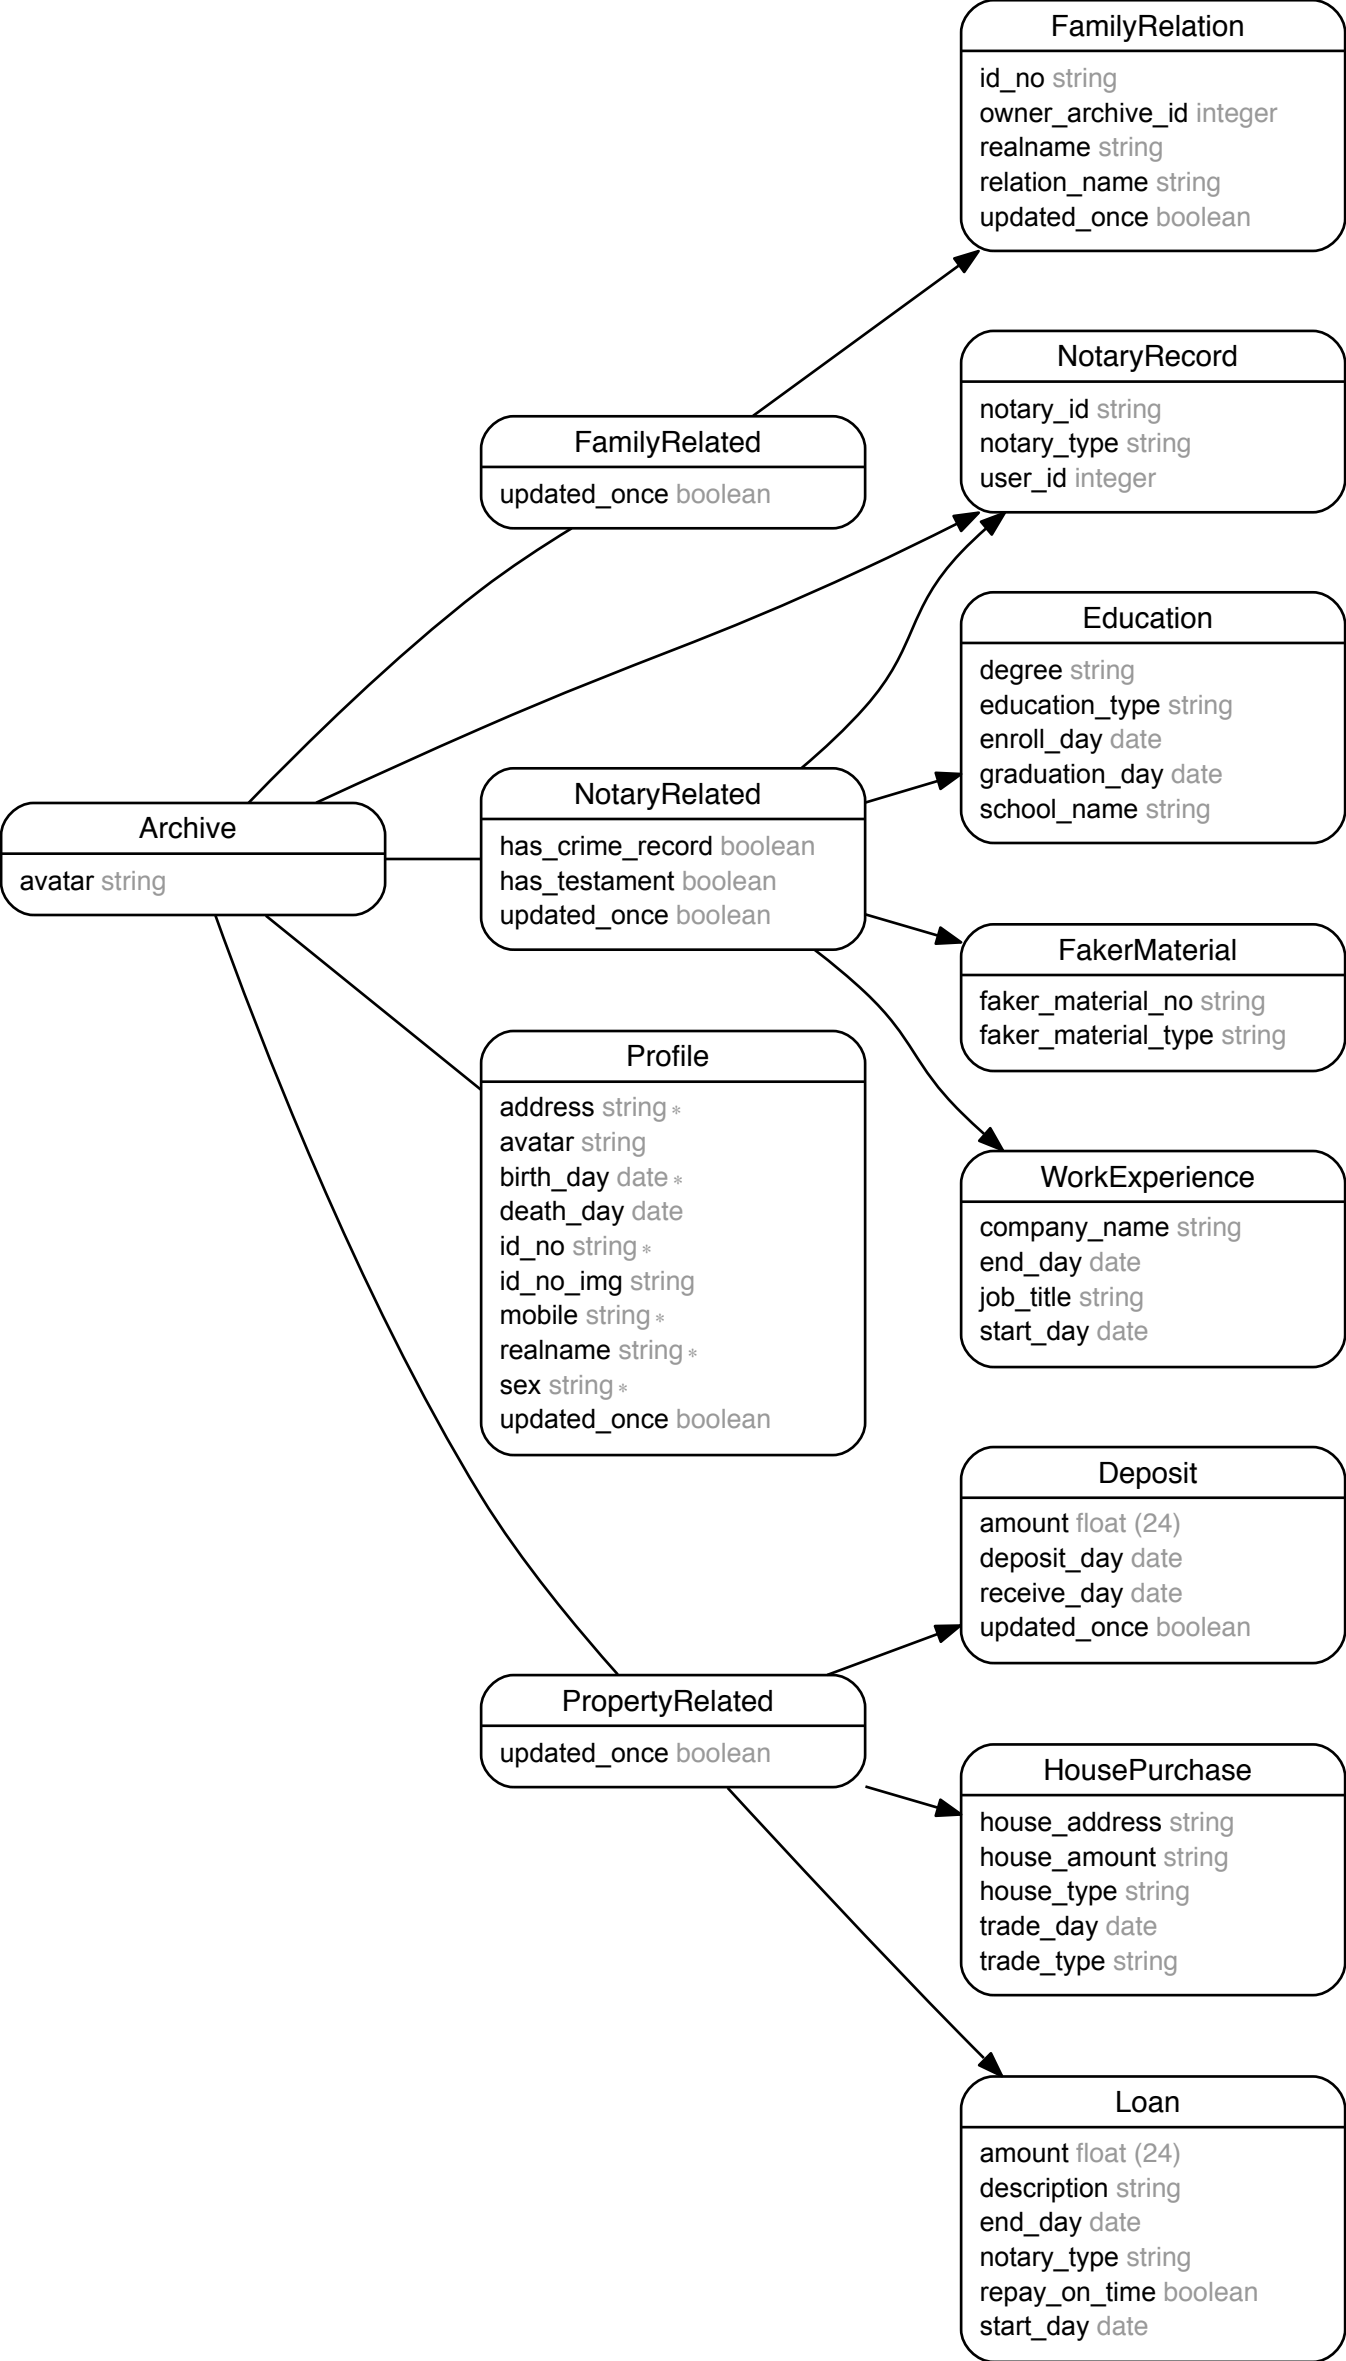 FamilyRelation
id_no string
owner_archive_id integer
realname string
relation_name string
updated_once boolean
NotaryRecord
notary_id string
notary_type string
user_id integer
FamilyRelated
updated_once boolean
Education
degree string
education_type string
enroll_day date
graduation_day date
school_name string
Archive
avatar string
NotaryRelated
has_crime_record boolean
has_testament boolean
updated_once boolean
FakerMaterial
faker_material_no string
faker_material_type string
Profile
address string *
avatar string
birth_day date *
death_day date
id_no string *
id_no_img string
mobile string *
realname string *
sex string *
updated_once boolean
WorkExperience
company_name string
end_day date
job_title string
start_day date
Deposit
amount float (24)
deposit_day date
receive_day date
updated_once boolean
PropertyRelated
updated_once boolean
HousePurchase
house_address string
house_amount string
house_type string
trade_day date
trade_type string
Loan
amount float (24)
description string
end_day date
notary_type string
repay_on_time boolean
start_day date